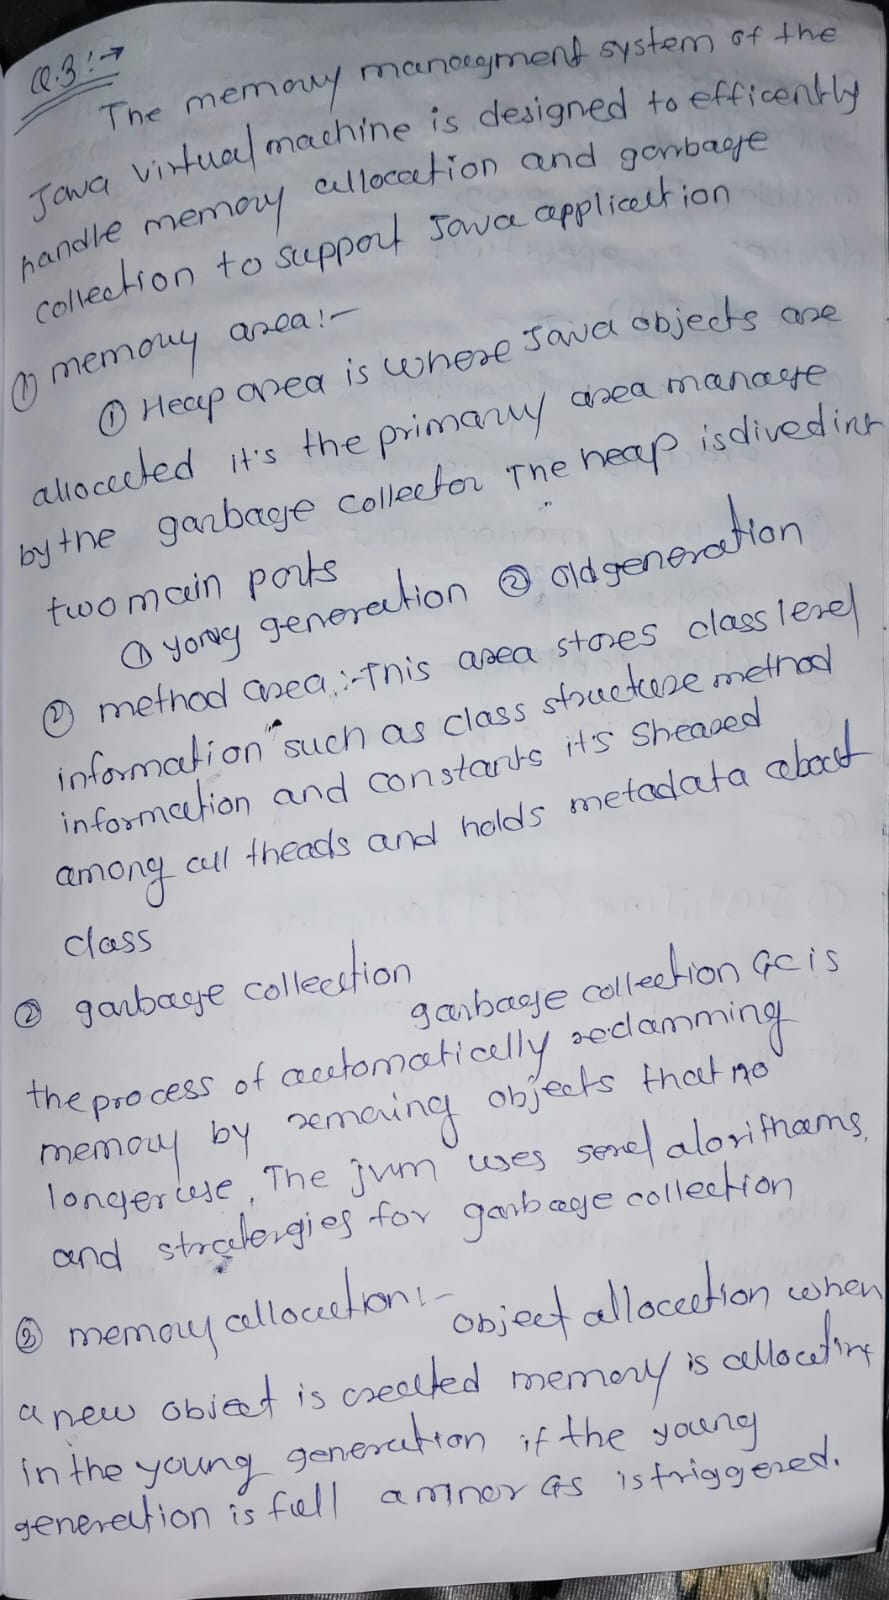 Q.3:→
The memory manaegment system of the
Java virtual machine is designed to efficently
handle memory allocation and garbage
collection to support Java application
① memory area:-
① Heap area is where Java objects are
allocated it's the primary area manage
by the garbage collector The heap is dived int
two main parts
① young generation ② old generation
② method area:-This area stores class level
information such as class structure method
information and constants it's Sheared
among all theads and holds metadata about
class
② garbage collection
garbage collection GC is
the process of automatically reclamming
memory by removing objects that no
longer use, The jvm uses serel alorithams,
and stratergies for garbage collection
③ memory allocation:-
object allocation when
a new object is created memory is allocating
in the young generation if the young
generation is full a minor GS is triggered.